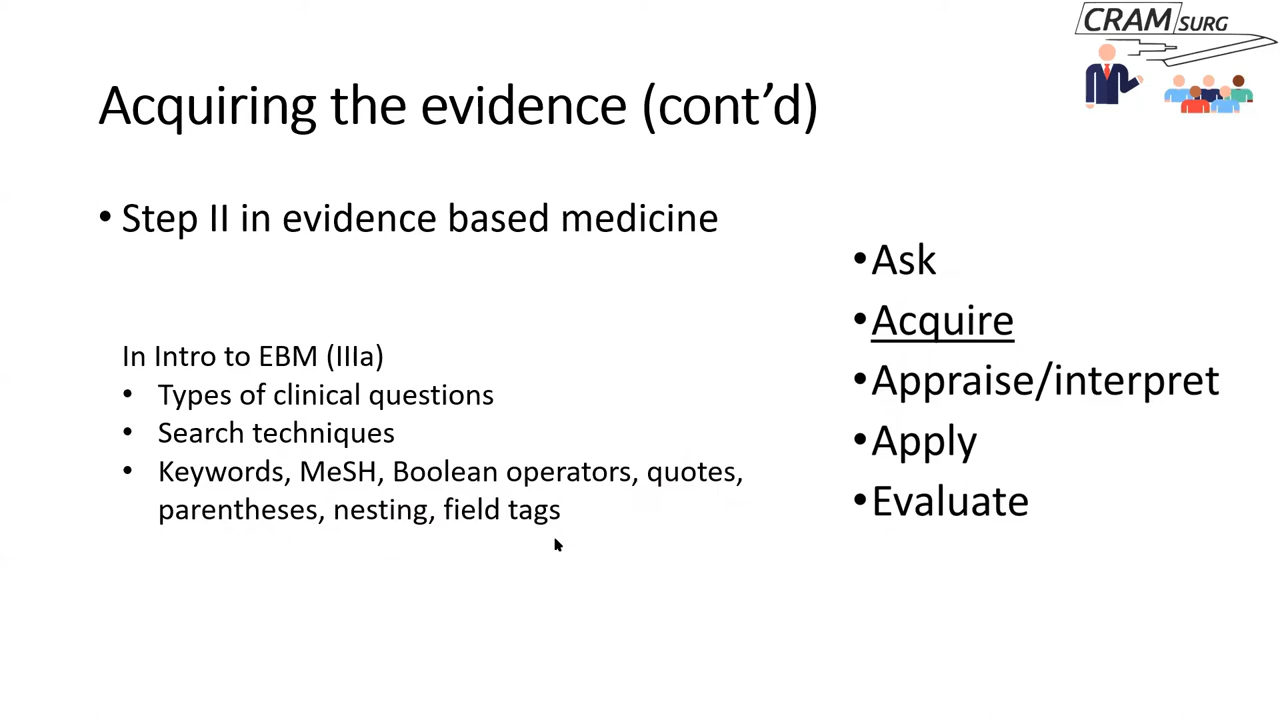 CRAM SURG
Acquiring the evidence (cont’d)
• Step II in evidence based medicine
In Intro to EBM (IIIa)
• Types of clinical questions
• Search techniques
• Keywords, MeSH, Boolean operators, quotes,
parentheses, nesting, field tags
•Ask
•Acquire
•Appraise/interpret
•Apply
•Evaluate